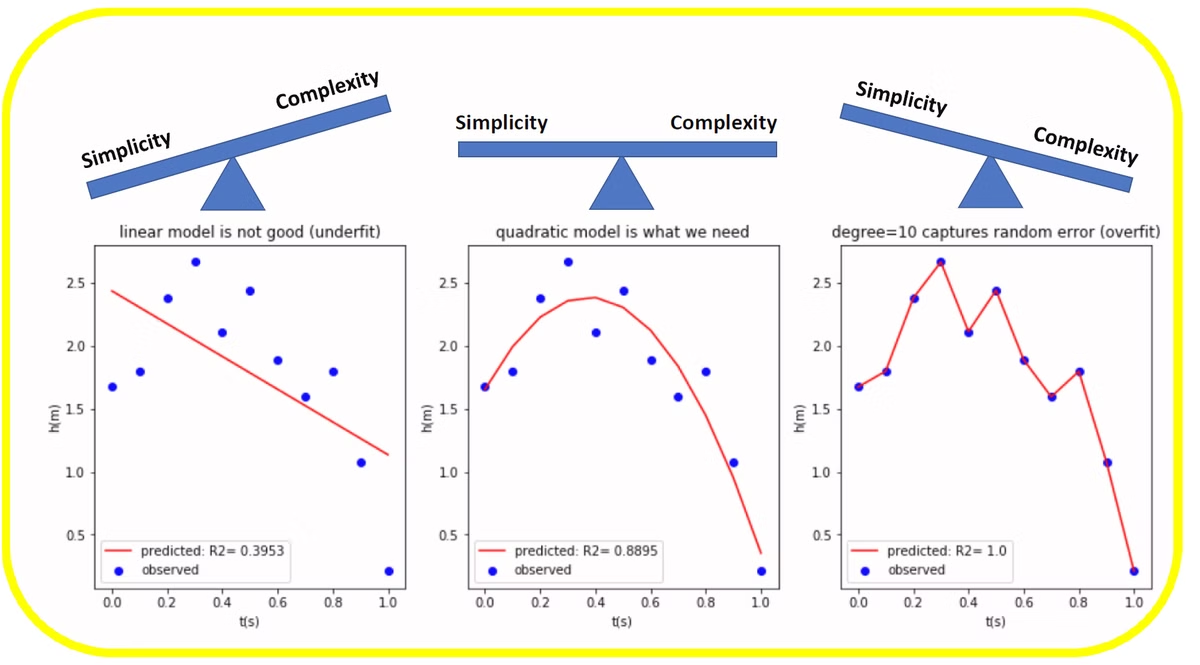 Simplicity
Complexity
Simplicity
Complexity
Simplicity
Complexity
linear model is not good (underfit)
2.5
2.0
1.5
1.0
0.5
h(m)
predicted: R2= 0.3953
observed
0.0 0.2 0.4 0.6 0.8 1.0
t(s)
quadratic model is what we need
2.5
2.0
1.5
1.0
0.5
h(m)
predicted: R2= 0.8895
observed
0.0 0.2 0.4 0.6 0.8 1.0
t(s)
degree=10 captures random error (overfit)
2.5
2.0
1.5
1.0
0.5
h(m)
predicted: R2= 1.0
observed
0.0 0.2 0.4 0.6 0.8 1.0
t(s)